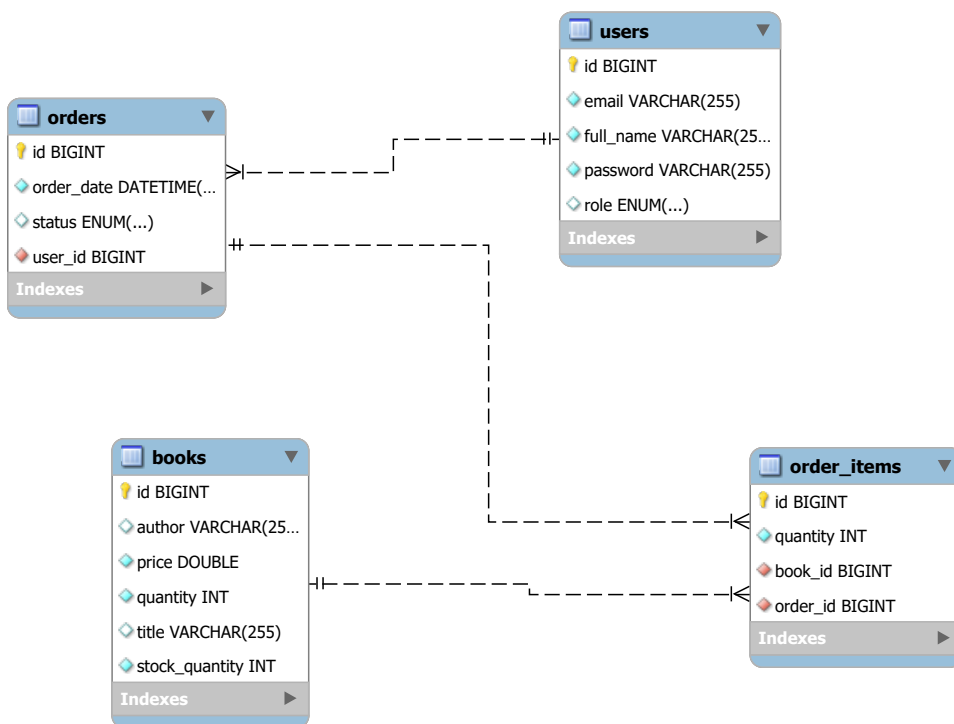 users
id BIGINT
email VARCHAR(255)
full_name VARCHAR(25...
password VARCHAR(255)
role ENUM(...)
Indexes
orders
id BIGINT
order_date DATETIME(...
status ENUM(...)
user_id BIGINT
Indexes
books
id BIGINT
author VARCHAR(25...
price DOUBLE
quantity INT
title VARCHAR(255)
stock_quantity INT
Indexes
order_items
id BIGINT
quantity INT
book_id BIGINT
order_id BIGINT
Indexes